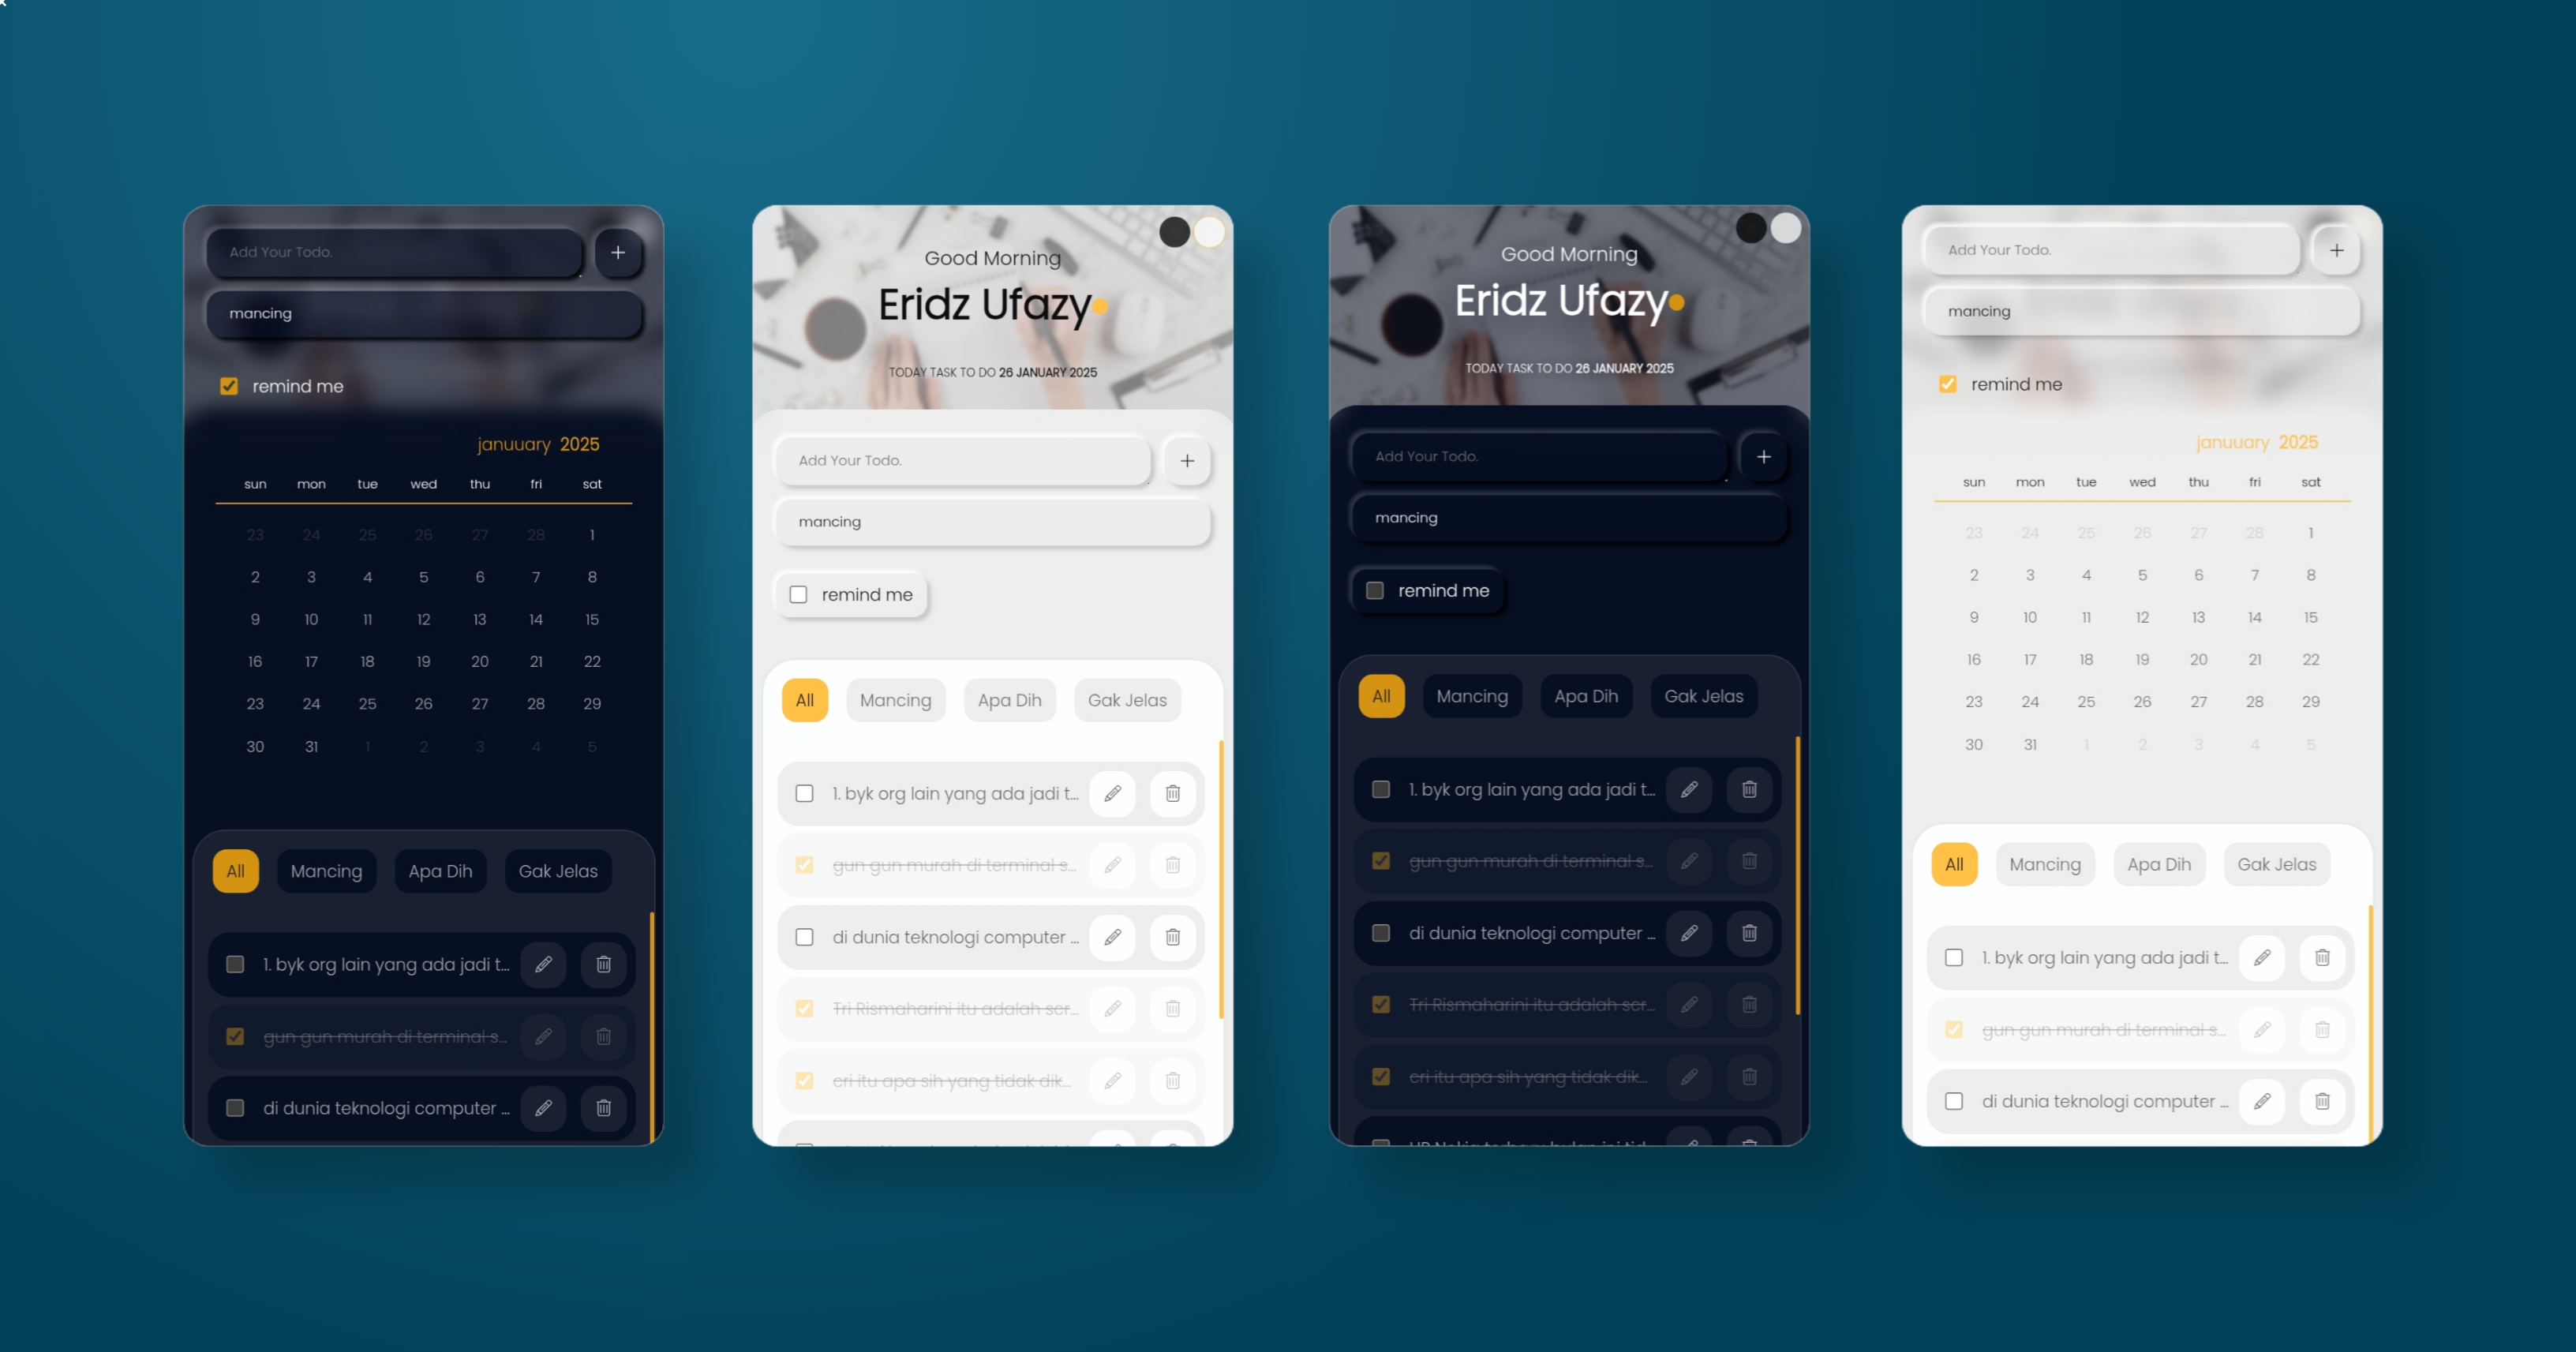 Add Your Todo.
+
mancing
remind me
januuary 2025
sun mon tue wed thu fri sat
23 24 25 26 27 28 1
2 3 4 5 6 7 8
9 10 11 12 13 14 15
16 17 18 19 20 21 22
23 24 25 26 27 28 29
30 31 1 2 3 4 5
All Mancing Apa Dih Gak Jelas
1. byk org lain yang ada jadi t...
gun gun murah di terminal s...
di dunia teknologi computer ...
Good Morning
Eridz Ufazy
TODAY TASK TO DO 26 JANUARY 2025
Add Your Todo.
+
mancing
remind me
All Mancing Apa Dih Gak Jelas
1. byk org lain yang ada jadi t...
gun gun murah di terminal s...
di dunia teknologi computer ...
Tri Rismaharini itu adalah scr...
cri itu apa sih yang tidak dik...
Good Morning
Eridz Ufazy
TODAY TASK TO DO 26 JANUARY 2025
Add Your Todo.
+
mancing
remind me
All Mancing Apa Dih Gak Jelas
1. byk org lain yang ada jadi t...
gun gun murah di terminal s...
di dunia teknologi computer ...
Tri Rismaharini itu adalah scr...
cri itu apa sih yang tidak dik...
HP Nokia terbaru bulan ini tid...
Add Your Todo.
+
mancing
remind me
januuary 2025
sun mon tue wed thu fri sat
23 24 25 26 27 28 1
2 3 4 5 6 7 8
9 10 11 12 13 14 15
16 17 18 19 20 21 22
23 24 25 26 27 28 29
30 31 1 2 3 4 5
All Mancing Apa Dih Gak Jelas
1. byk org lain yang ada jadi t...
gun gun murah di terminal s...
di dunia teknologi computer ...